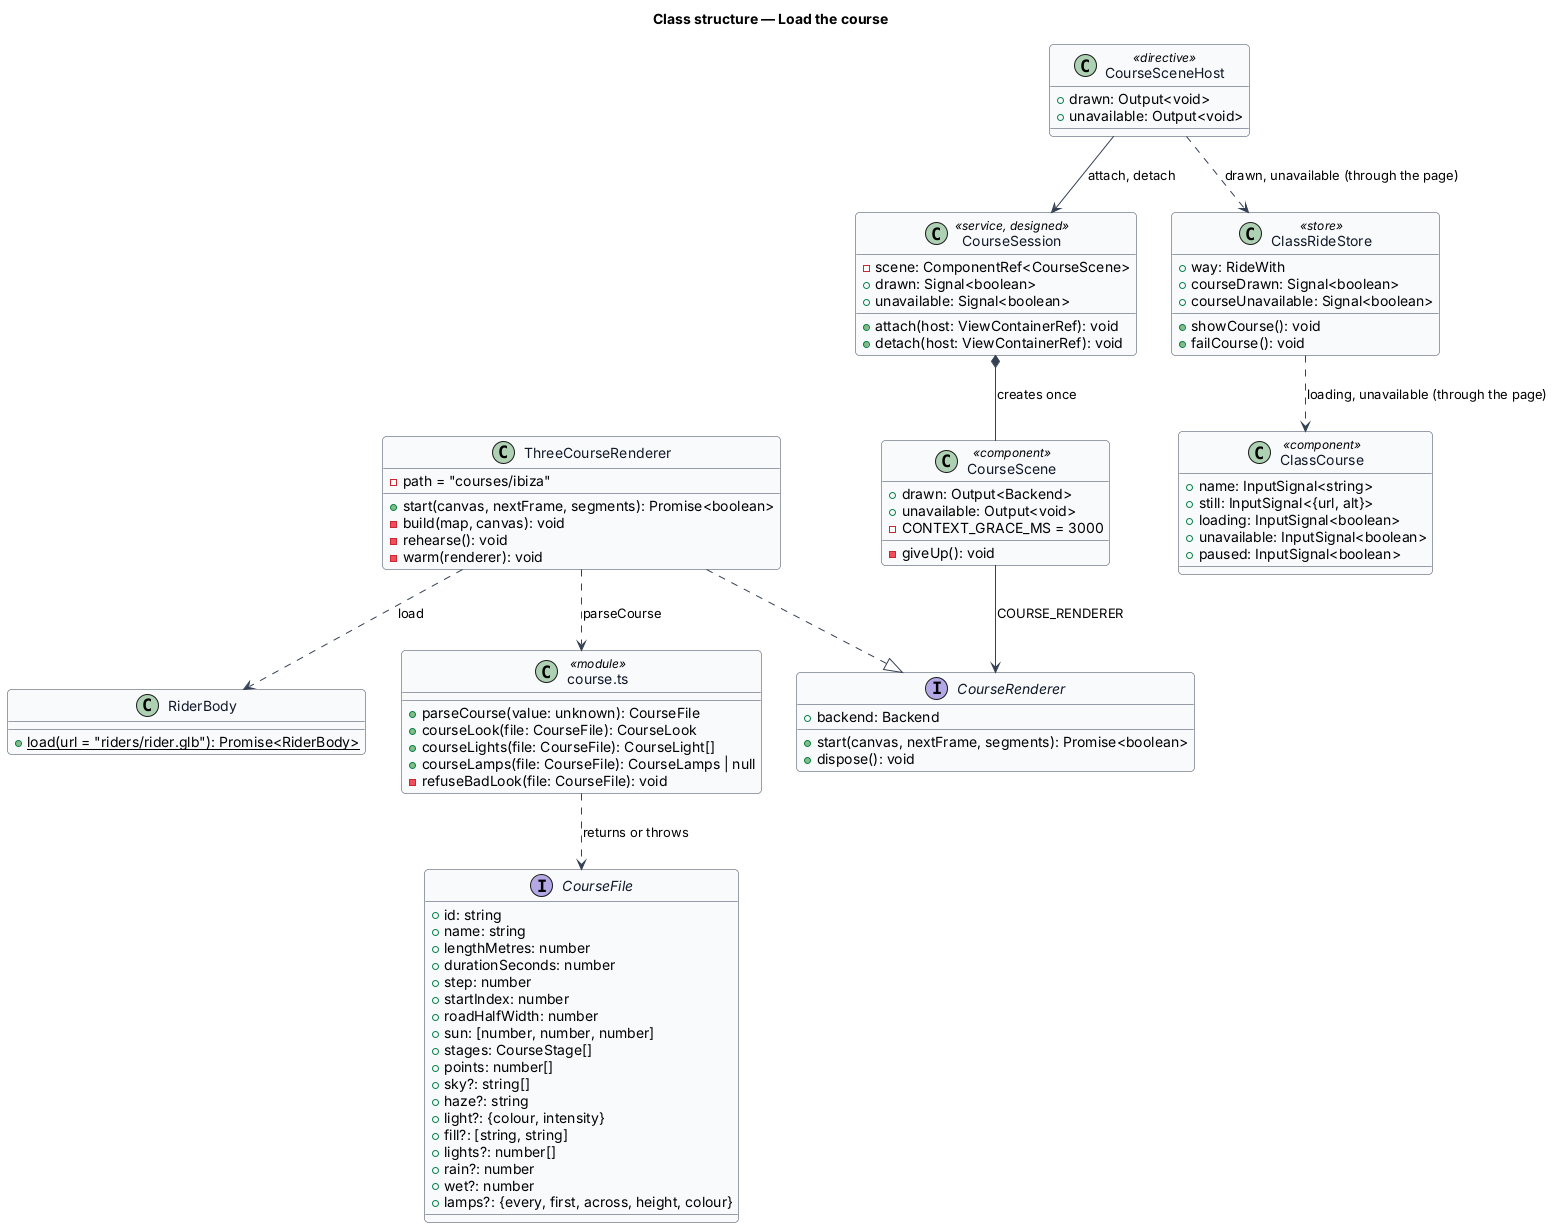 Class structure — Load the course
«directive»
CourseSceneHost
drawn: Output<void>
unavailable: Output<void>
attach, detach
drawn, unavailable (through the page)
«service, designed»
CourseSession
scene: ComponentRef<CourseScene>
drawn: Signal<boolean>
unavailable: Signal<boolean>
attach(host: ViewContainerRef): void
detach(host: ViewContainerRef): void
«store»
ClassRideStore
way: RideWith
courseDrawn: Signal<boolean>
courseUnavailable: Signal<boolean>
showCourse(): void
failCourse(): void
creates once
loading, unavailable (through the page)
ThreeCourseRenderer
path = "courses/ibiza"
start(canvas, nextFrame, segments): Promise<boolean>
build(map, canvas): void
rehearse(): void
warm(renderer): void
«component»
CourseScene
drawn: Output<Backend>
unavailable: Output<void>
CONTEXT_GRACE_MS = 3000
giveUp(): void
«component»
ClassCourse
name: InputSignal<string>
still: InputSignal<{url, alt}>
loading: InputSignal<boolean>
unavailable: InputSignal<boolean>
paused: InputSignal<boolean>
load
parseCourse
COURSE_RENDERER
RiderBody
load(url = "riders/rider.glb"): Promise<RiderBody>
«module»
course.ts
parseCourse(value: unknown): CourseFile
courseLook(file: CourseFile): CourseLook
courseLights(file: CourseFile): CourseLight[]
courseLamps(file: CourseFile): CourseLamps | null
refuseBadLook(file: CourseFile): void
CourseRenderer
backend: Backend
start(canvas, nextFrame, segments): Promise<boolean>
dispose(): void
returns or throws
CourseFile
id: string
name: string
lengthMetres: number
durationSeconds: number
step: number
startIndex: number
roadHalfWidth: number
sun: [number, number, number]
stages: CourseStage[]
points: number[]
sky?: string[]
haze?: string
light?: {colour, intensity}
fill?: [string, string]
lights?: number[]
rain?: number
wet?: number
lamps?: {every, first, across, height, colour}